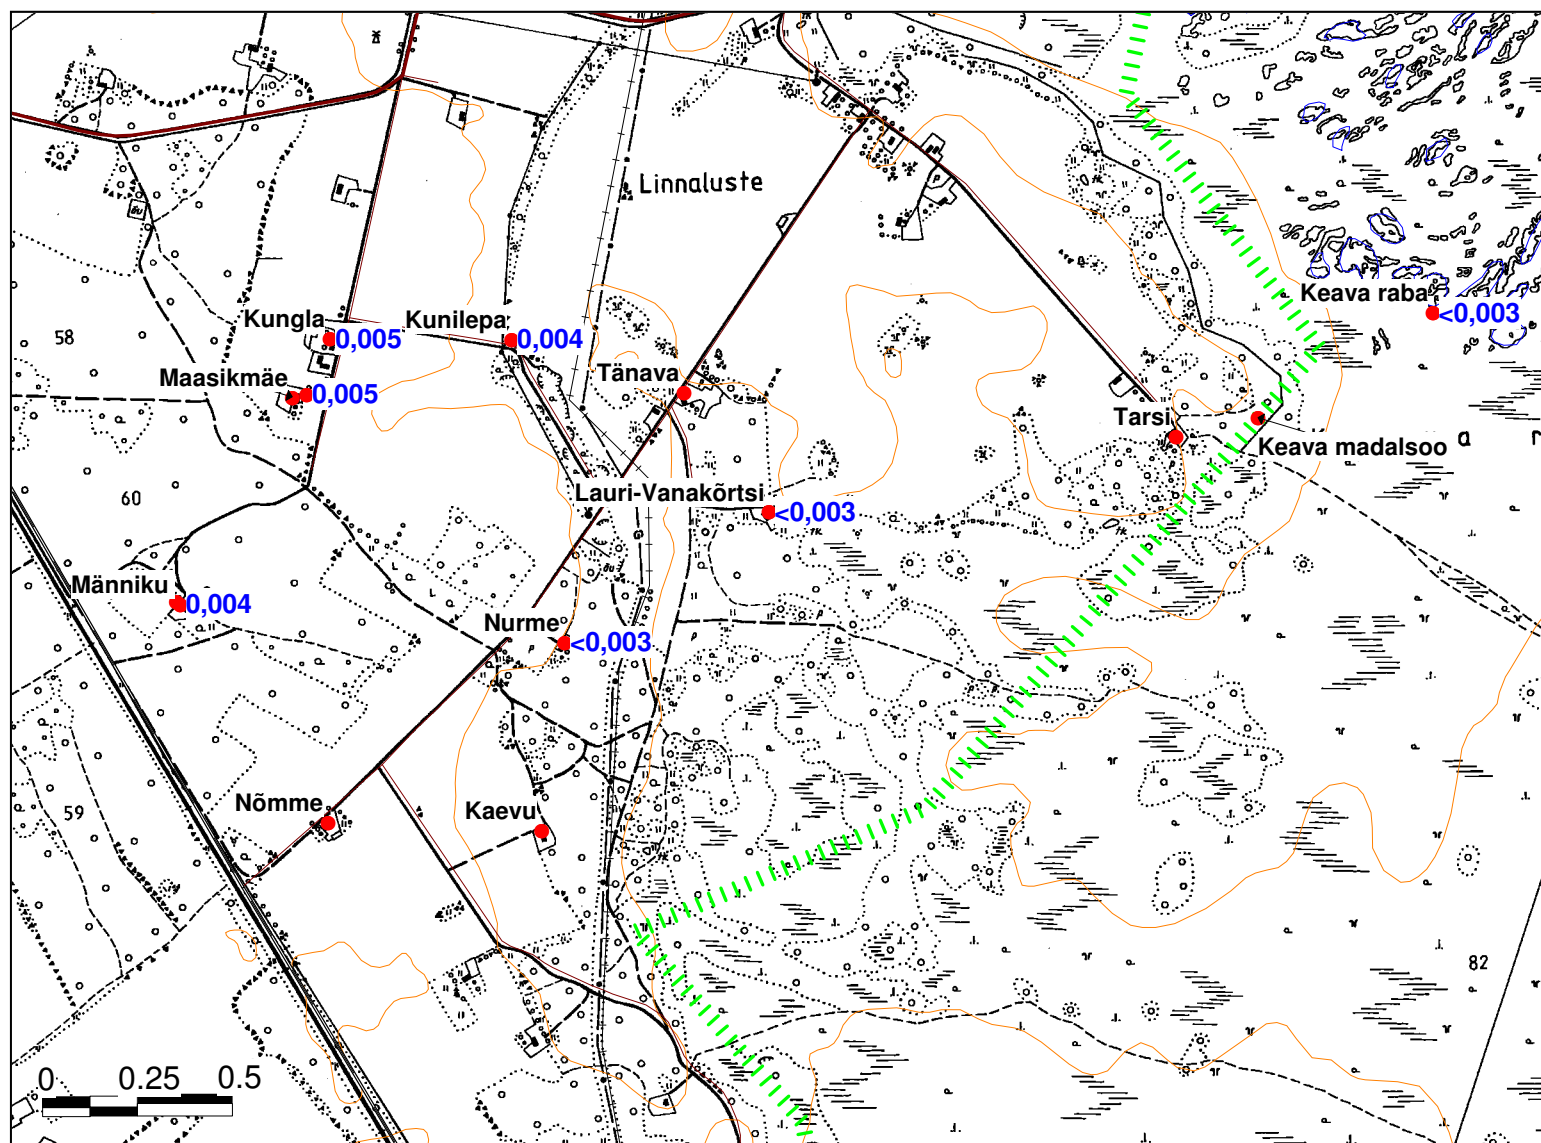 Linnaluste
Keava raba
<0,003
58
Kungla
0,005
Kunilepa
0,004
Maasikmäe
0,005
Tänava
Tarsi
Keava madalsoo
a r
60
Lauri-Vanakõrtsi
<0,003
Männiku
0,004
G
Nurme
<0,003
59
Nõmme
Kaevu
82
0 0.25 0.5